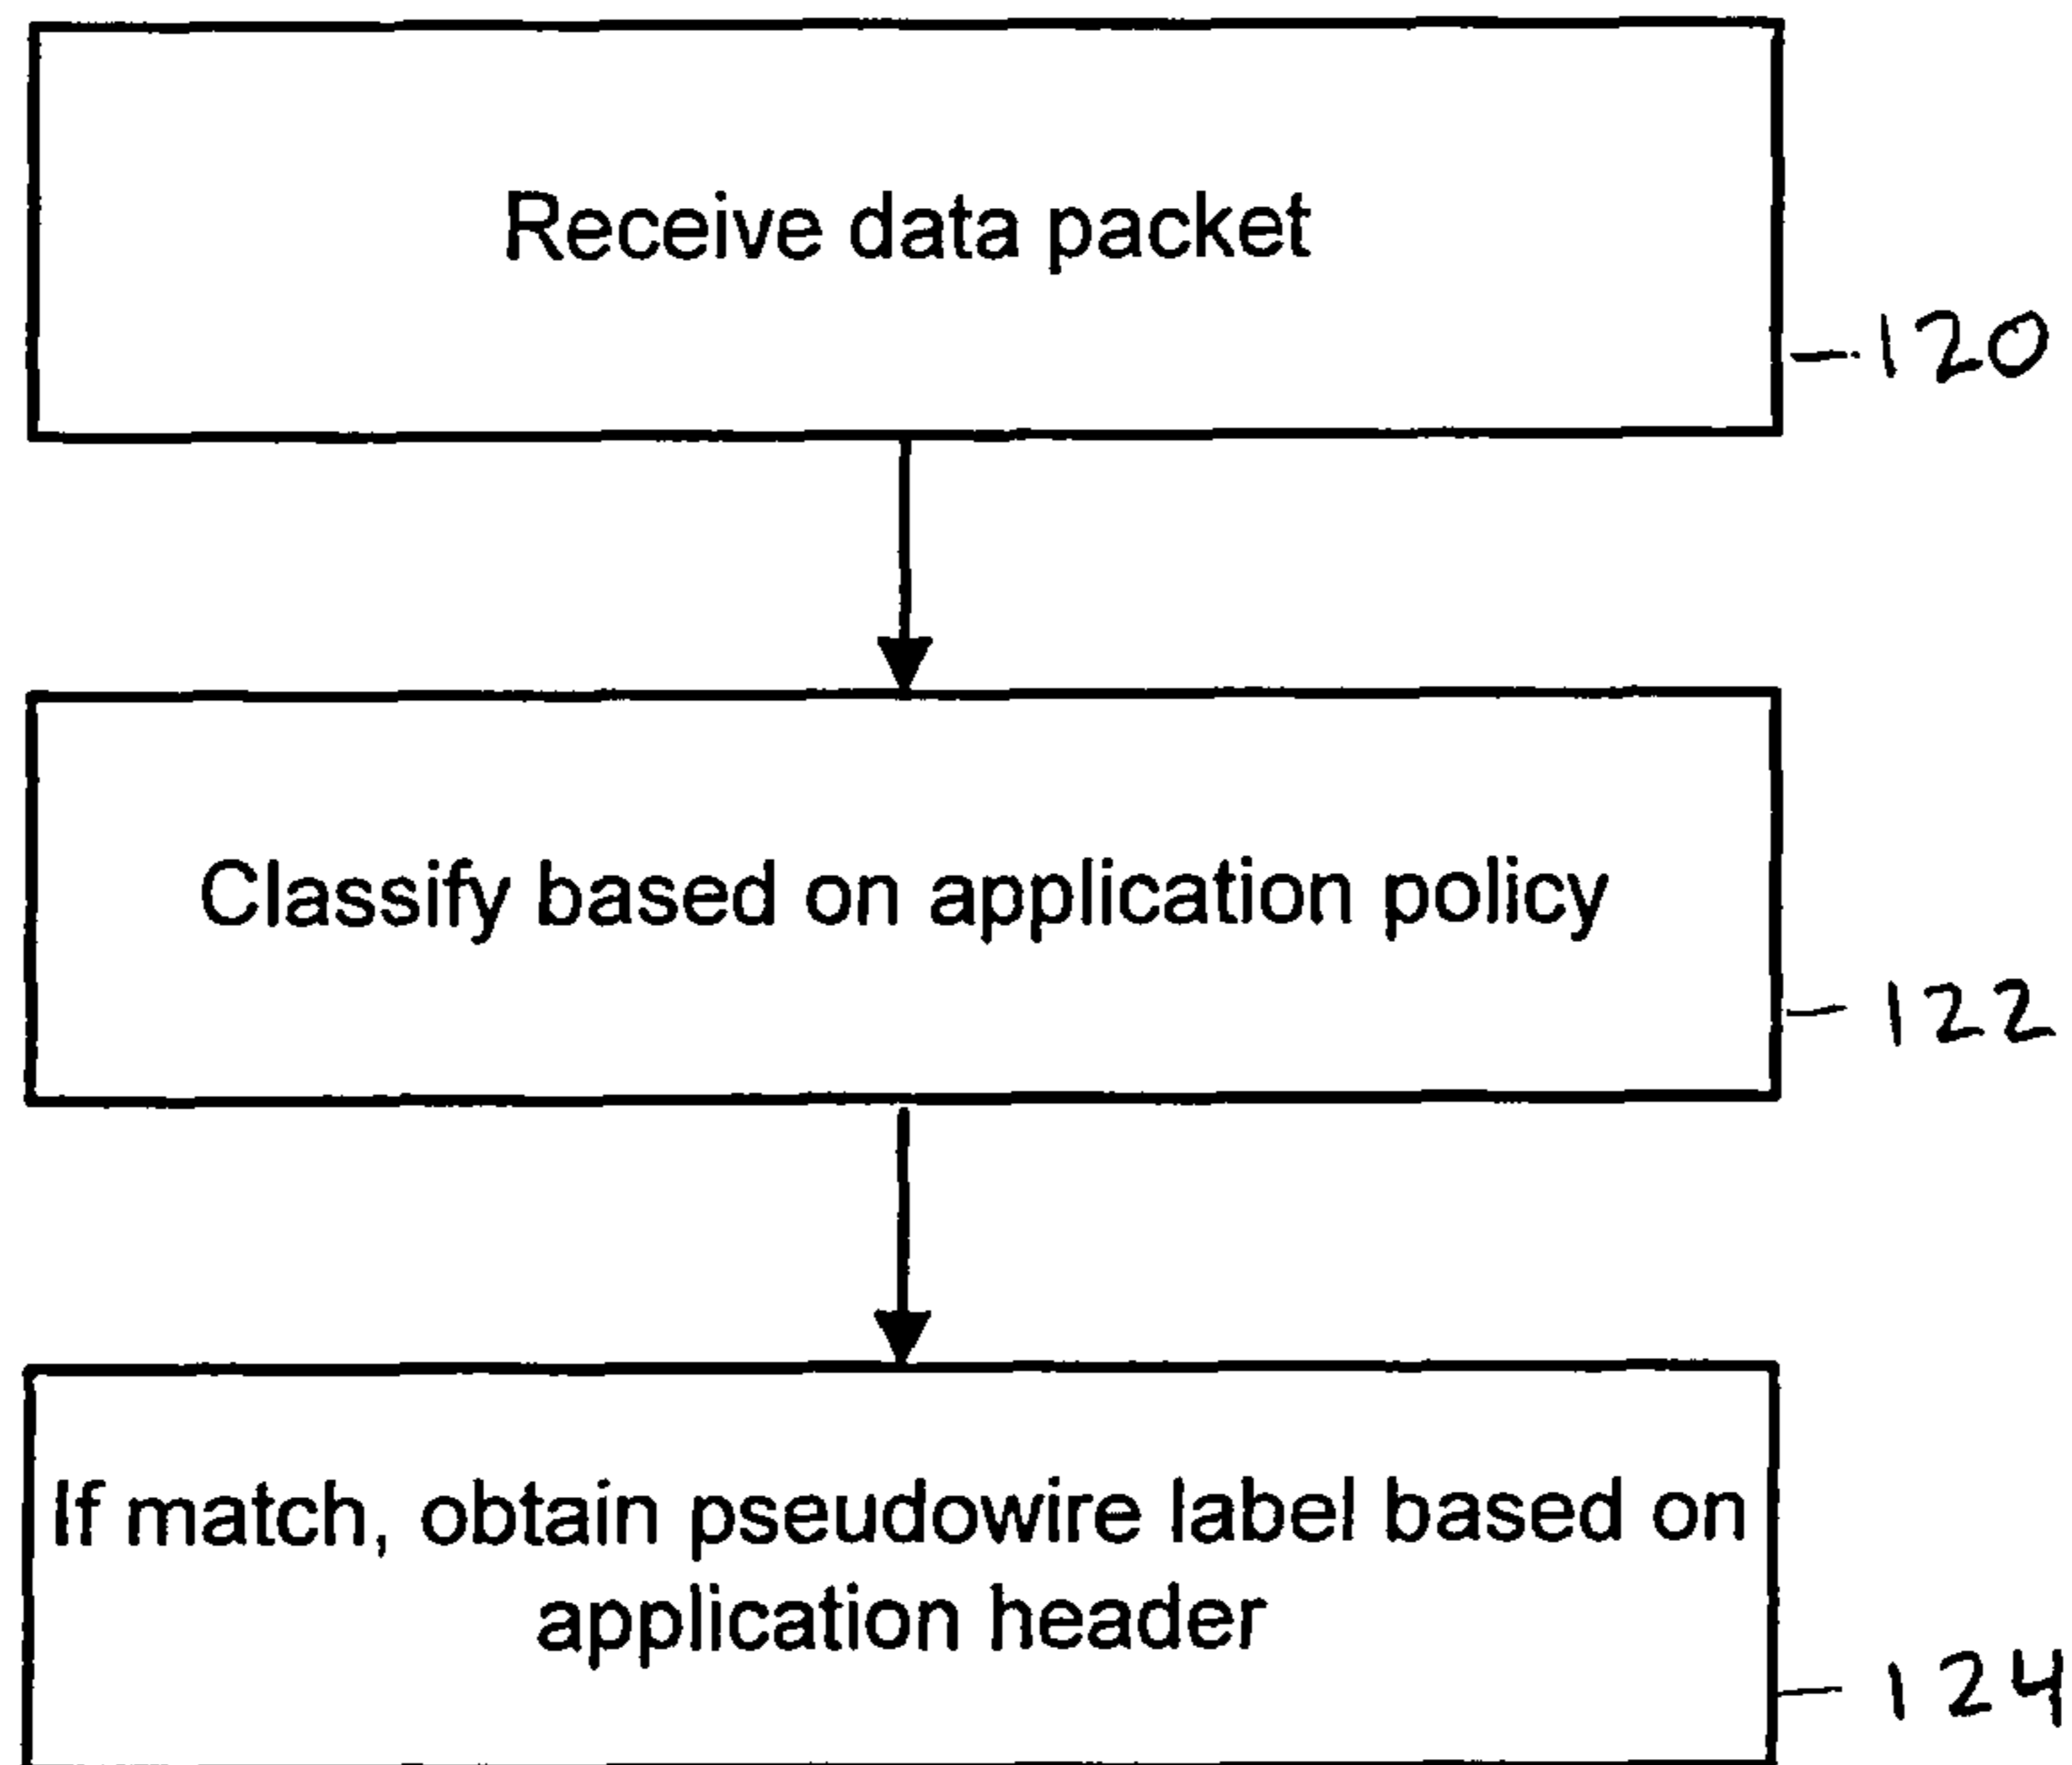 Receive data packet
120
Classify based on application policy
122
If match, obtain pseudowire label based on
application header
124